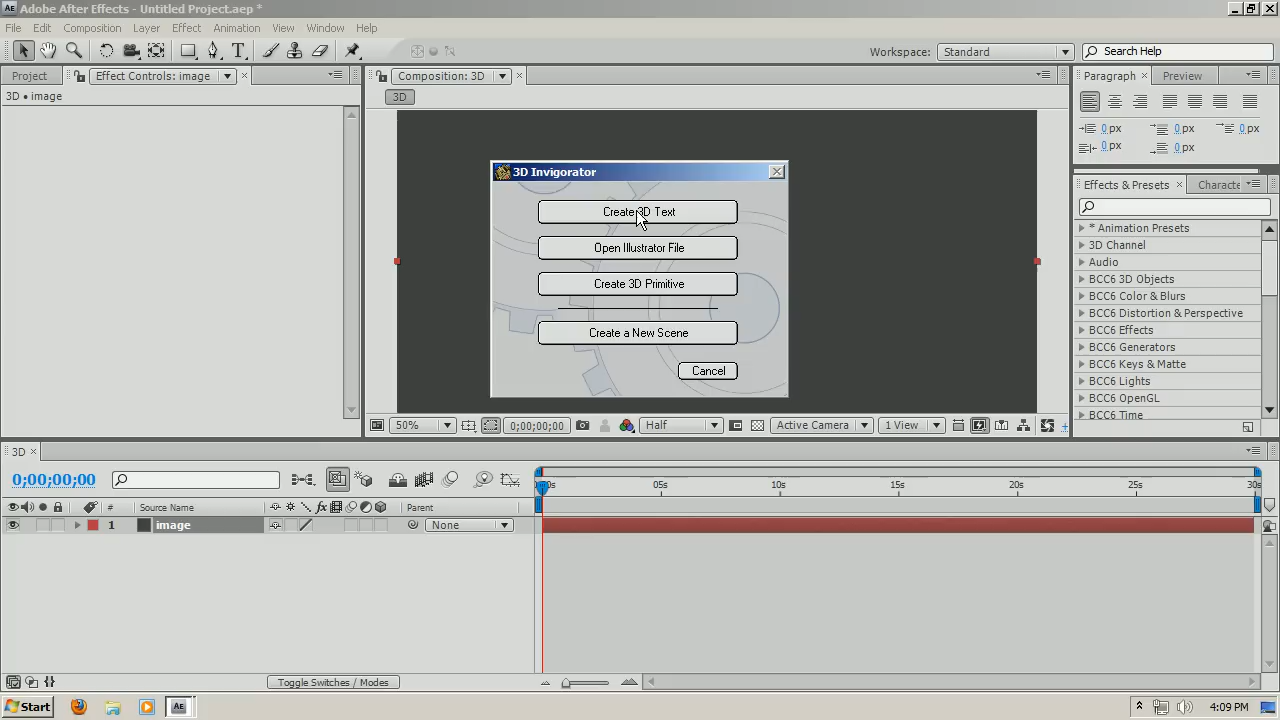 Adobe After Effects - Untitled Project.aep *
File Edit Composition Layer Effect Animation View Window Help
Workspace: Standard Search Help
Project Effect Controls: image Composition: 3D Paragraph Preview
3D • image
3D
0 px 0 px 0 px
0 px 0 px
3D Invigorator
Create 3D Text
Open Illustrator File
Create 3D Primitive
Create a New Scene
Cancel
Effects & Presets Characte
* Animation Presets
3D Channel
Audio
BCC6 3D Objects
BCC6 Color & Blurs
BCC6 Distortion & Perspective
BCC6 Effects
BCC6 Generators
BCC6 Keys & Matte
BCC6 Lights
BCC6 OpenGL
BCC6 Time
50% 0;00;00;00 Half Active Camera 1 View
3D
0;00;00;00
00s 05s 10s 15s 20s 25s 30s
# Source Name Parent
1 image None
Toggle Switches / Modes
Start AE 4:09 PM